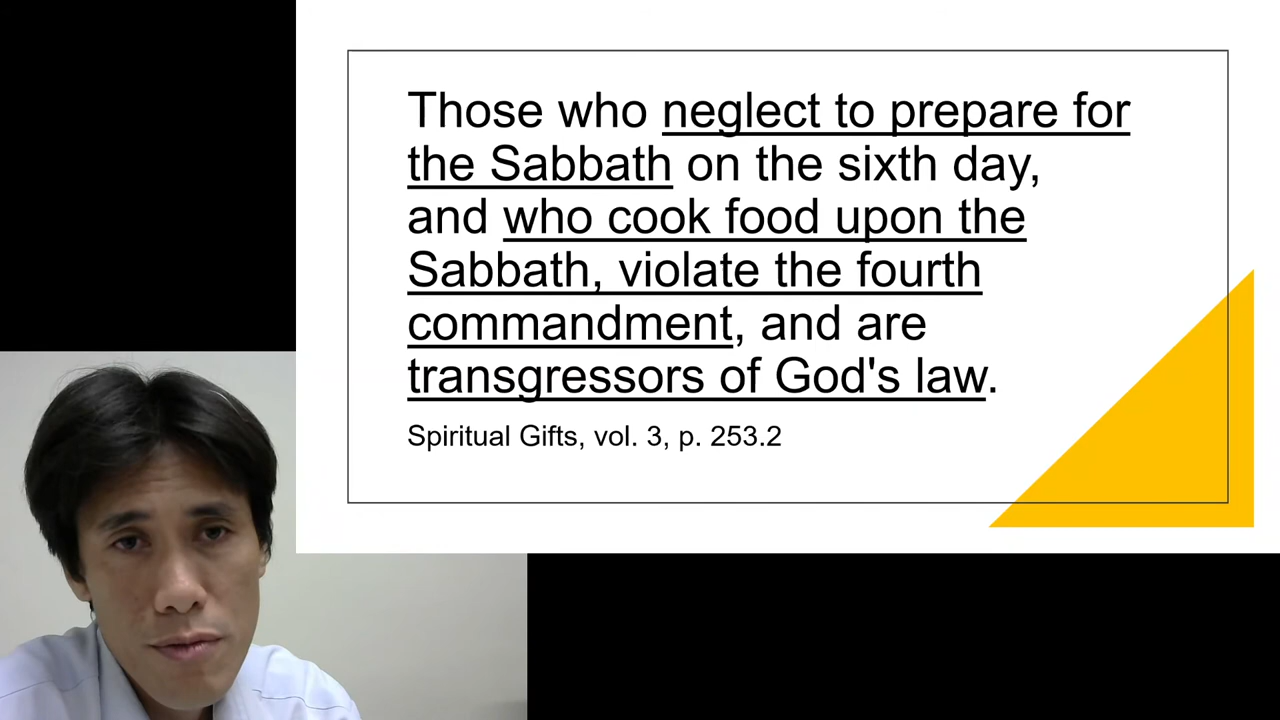 Those who neglect to prepare for
the Sabbath on the sixth day,
and who cook food upon the
Sabbath, violate the fourth
commandment, and are
transgressors of God's law.
Spiritual Gifts, vol. 3, p. 253.2